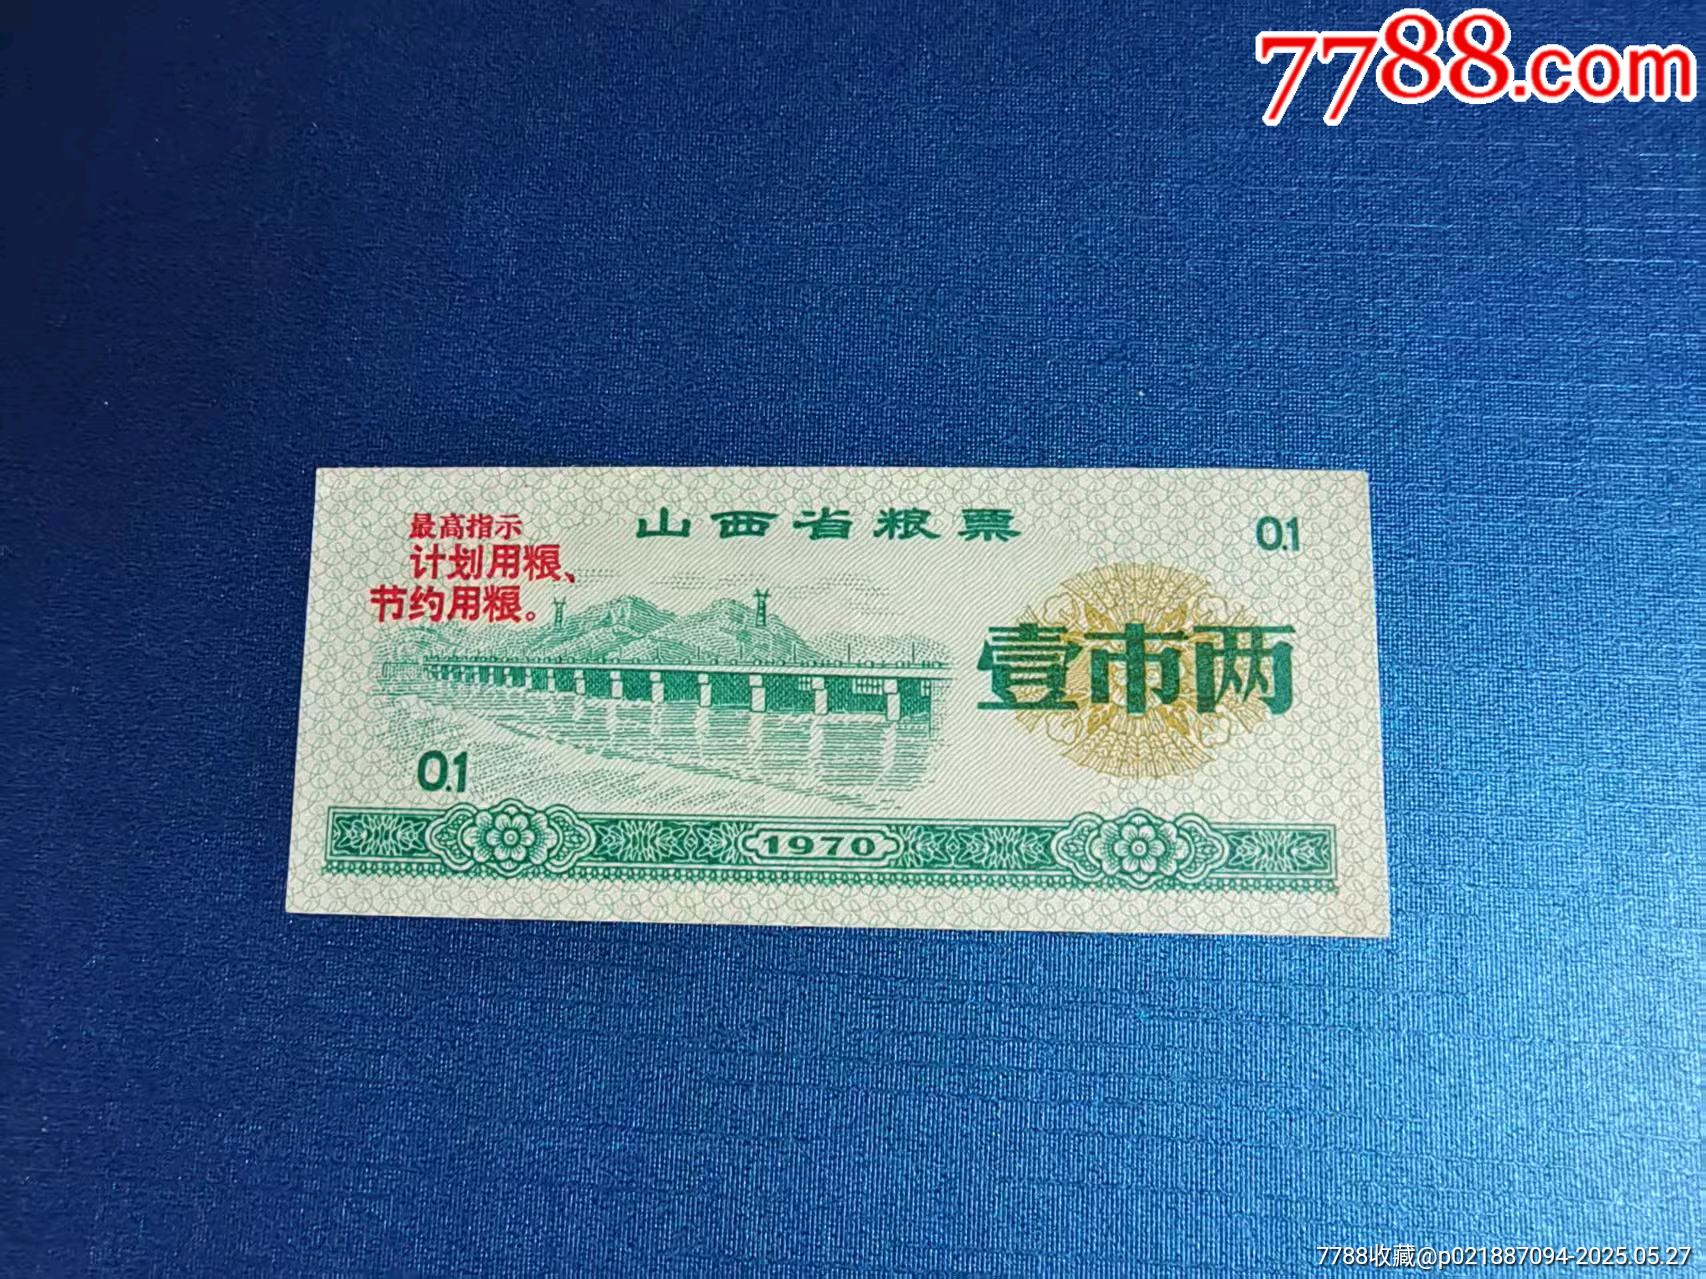 7788.com
山西省粮票
最高指示
计划用粮、
节约用粮。
0.1
壹市两
0.1
1970
7788收藏@p021887094-2025.05.27